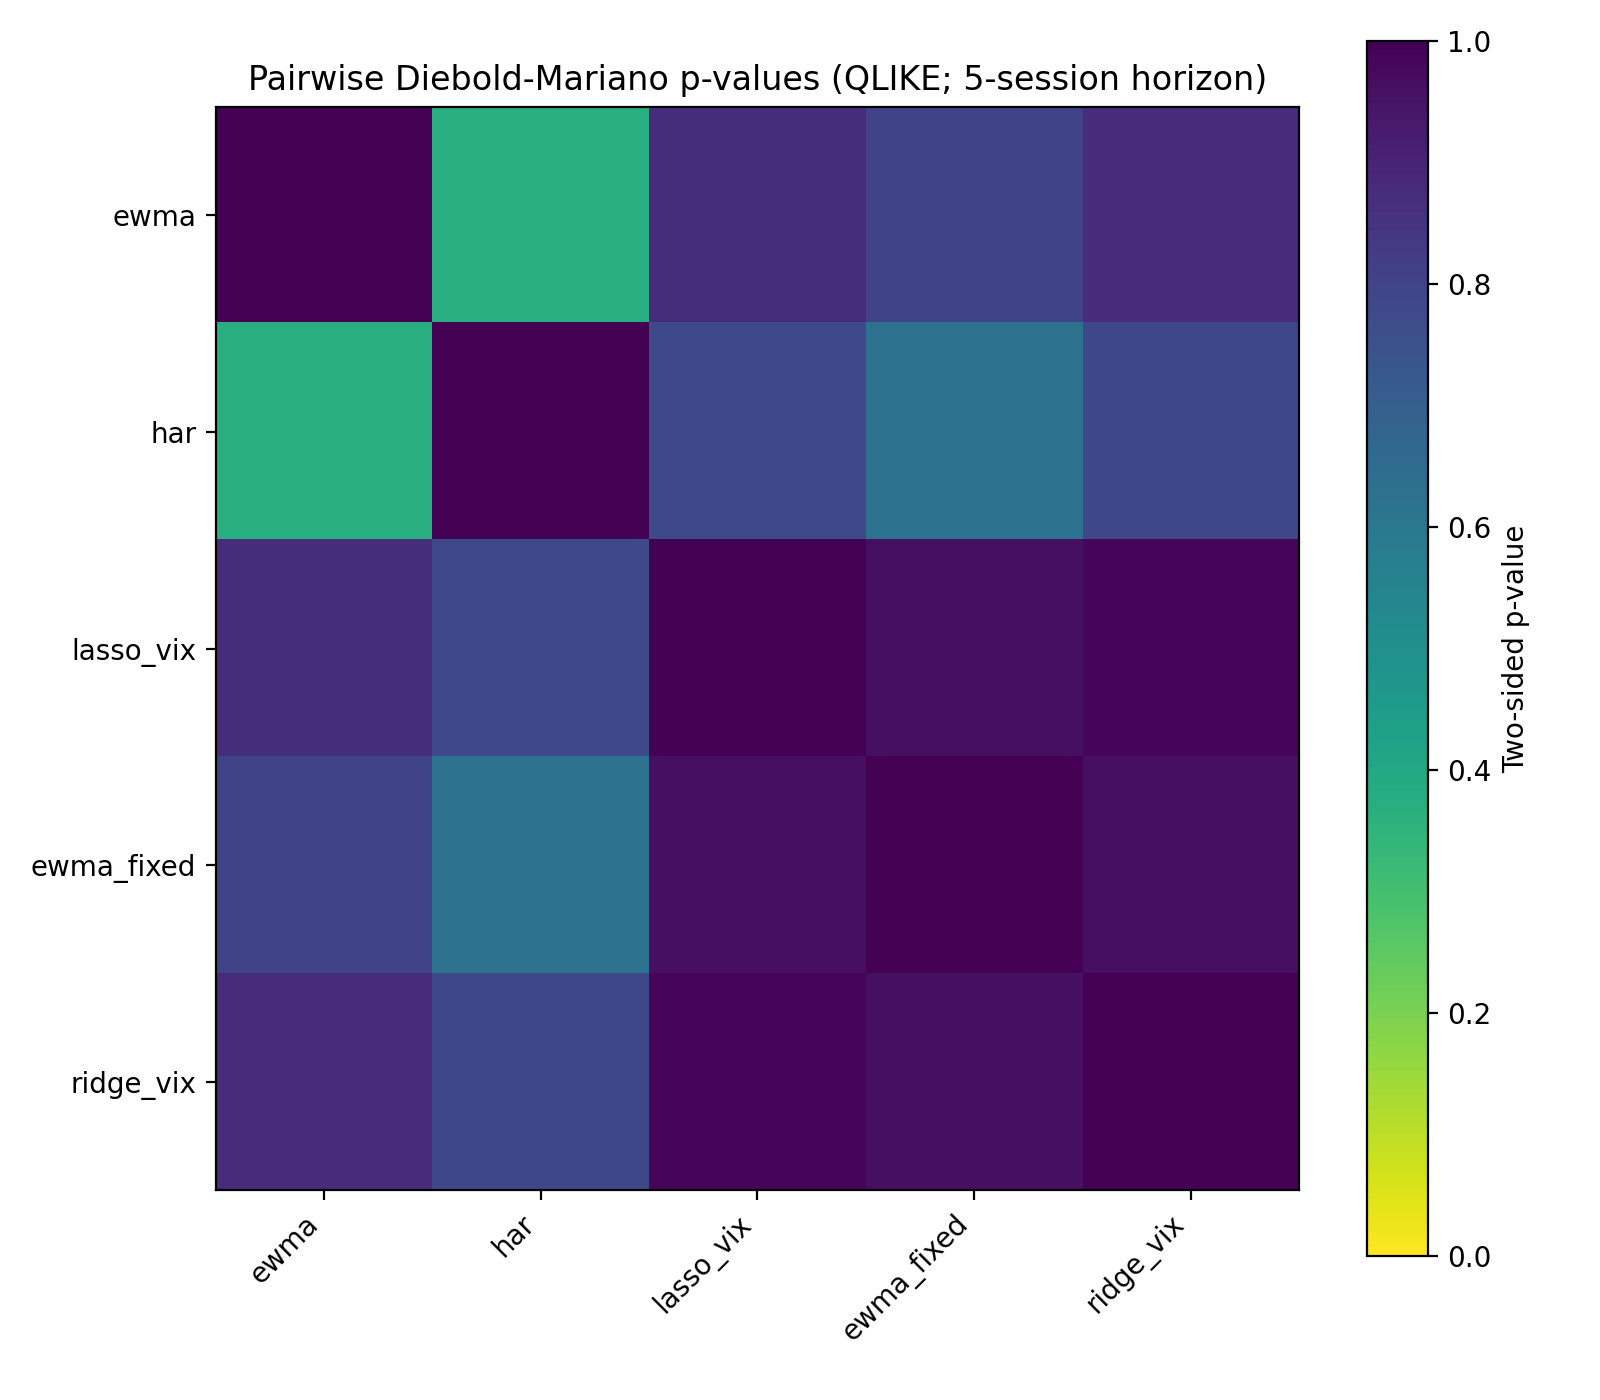 Pairwise Diebold-Mariano p-values (QLIKE; 5-session horizon)
ewma
har
lasso_vix
ewma_fixed
ridge_vix
ewma
har
lasso_vix
ewma_fixed
ridge_vix
1.0
0.8
0.6
0.4
0.2
0.0
Two-sided p-value